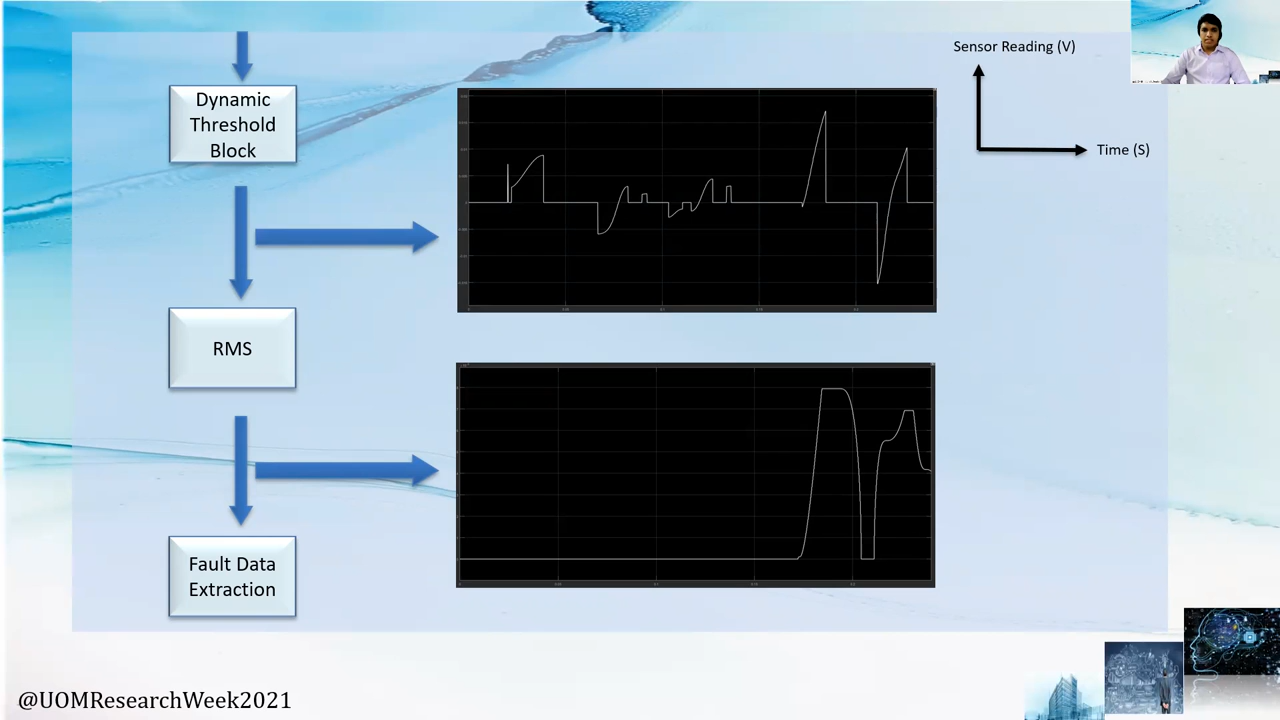 Sensor Reading (V)
Time (S)
Dynamic
Threshold
Block
RMS
Fault Data
Extraction
@UOMResearchWeek2021